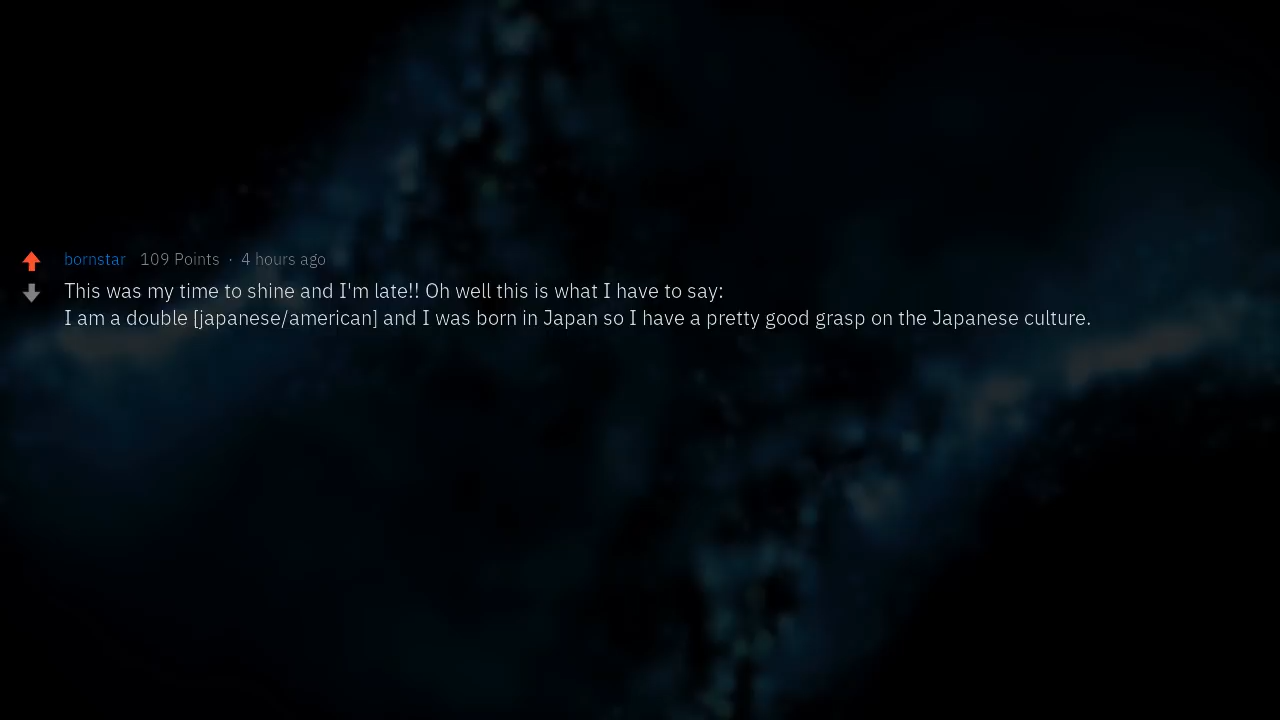 bornstar 109 Points · 4 hours ago
This was my time to shine and I'm late!! Oh well this is what I have to say:
I am a double [japanese/american] and I was born in Japan so I have a pretty good grasp on the Japanese culture.